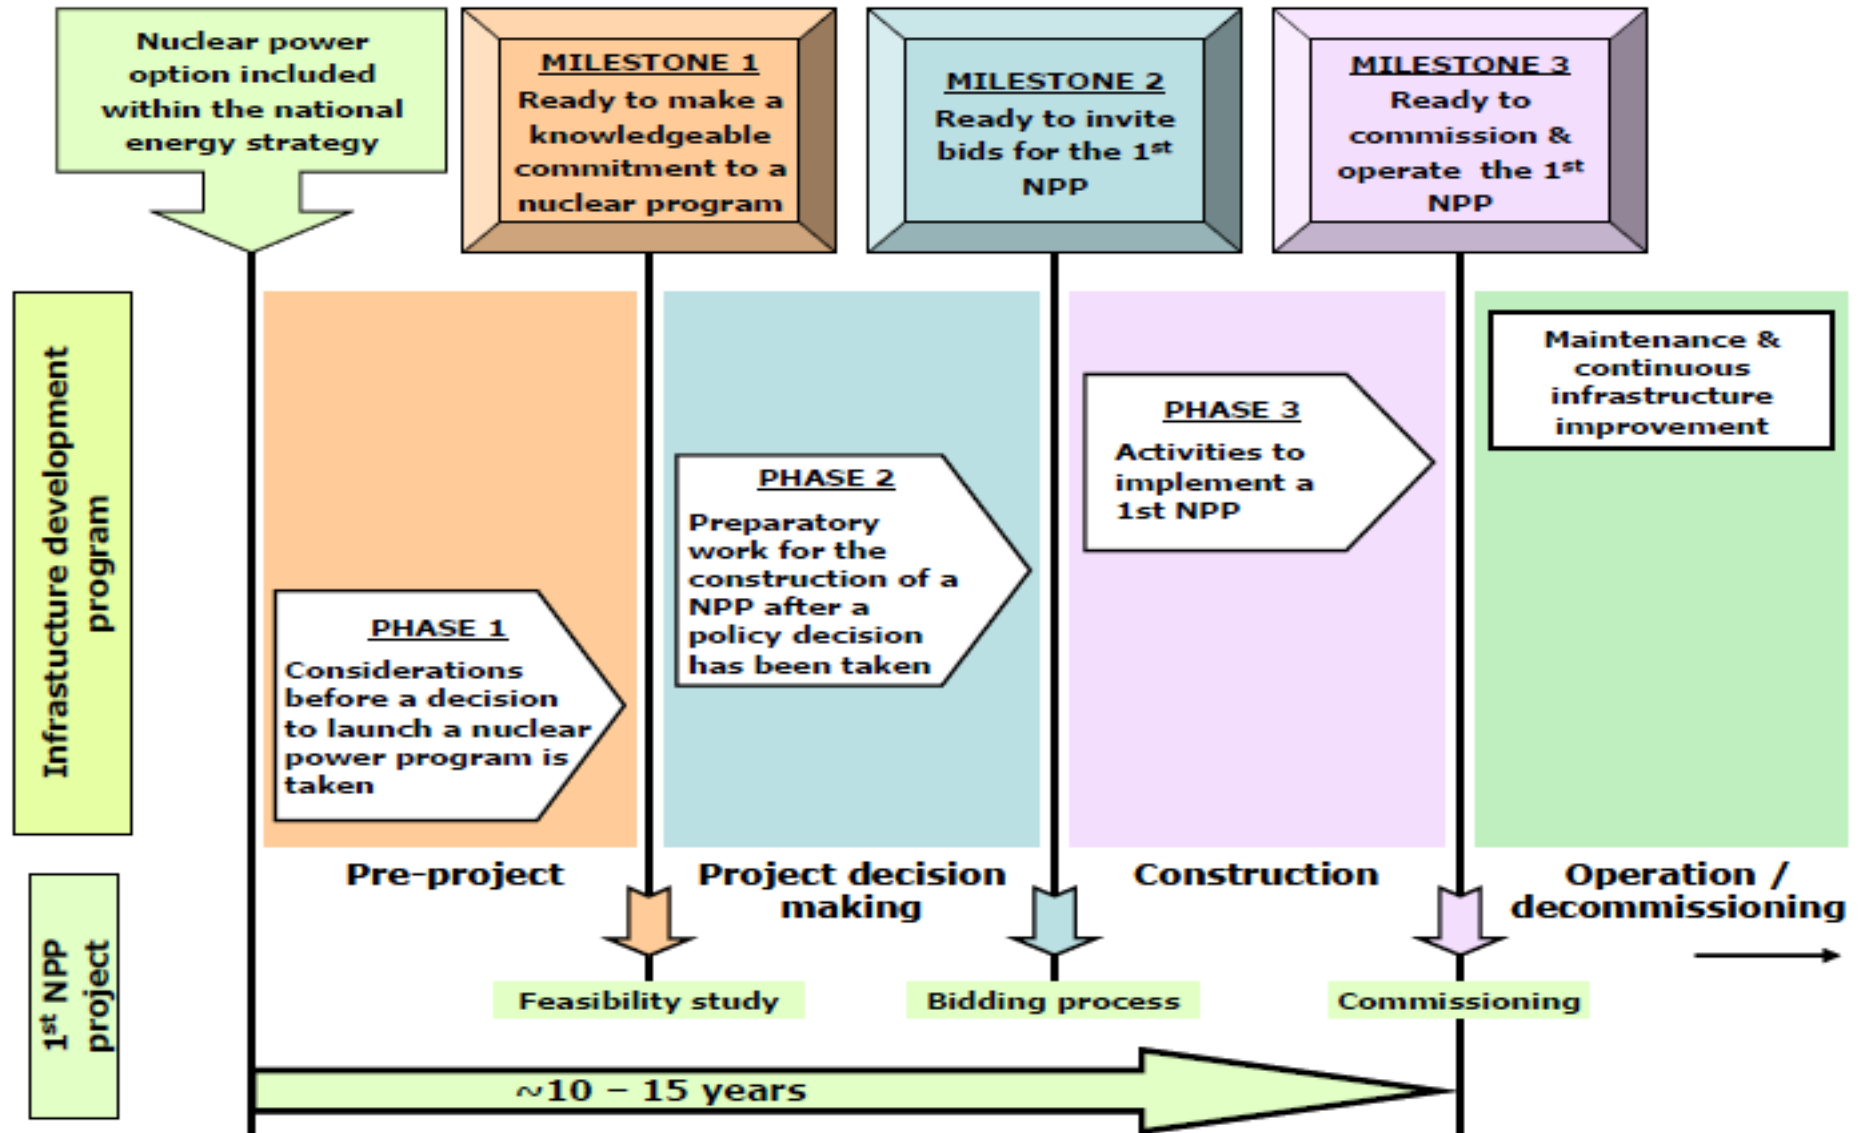 Nuclear power
option included
within the national
energy strategy
MILESTONE 1
Ready to make a
knowledgeable
commitment to a
nuclear program
MILESTONE 2
Ready to invite
bids for the 1st
NPP
MILESTONE 3
Ready to
commission &
operate the 1st
NPP
Infrastucture development
program
PHASE 1
Considerations
before a decision
to launch a nuclear
power program is
taken
PHASE 2
Preparatory
work for the
construction of a
NPP after a
policy decision
has been taken
PHASE 3
Activities to
implement a
1st NPP
Maintenance &
continuous
infrastructure
improvement
Pre-project
Project decision
making
Construction
Operation /
decommissioning
1st NPP
project
Feasibility study
Bidding process
Commissioning
~10 – 15 years